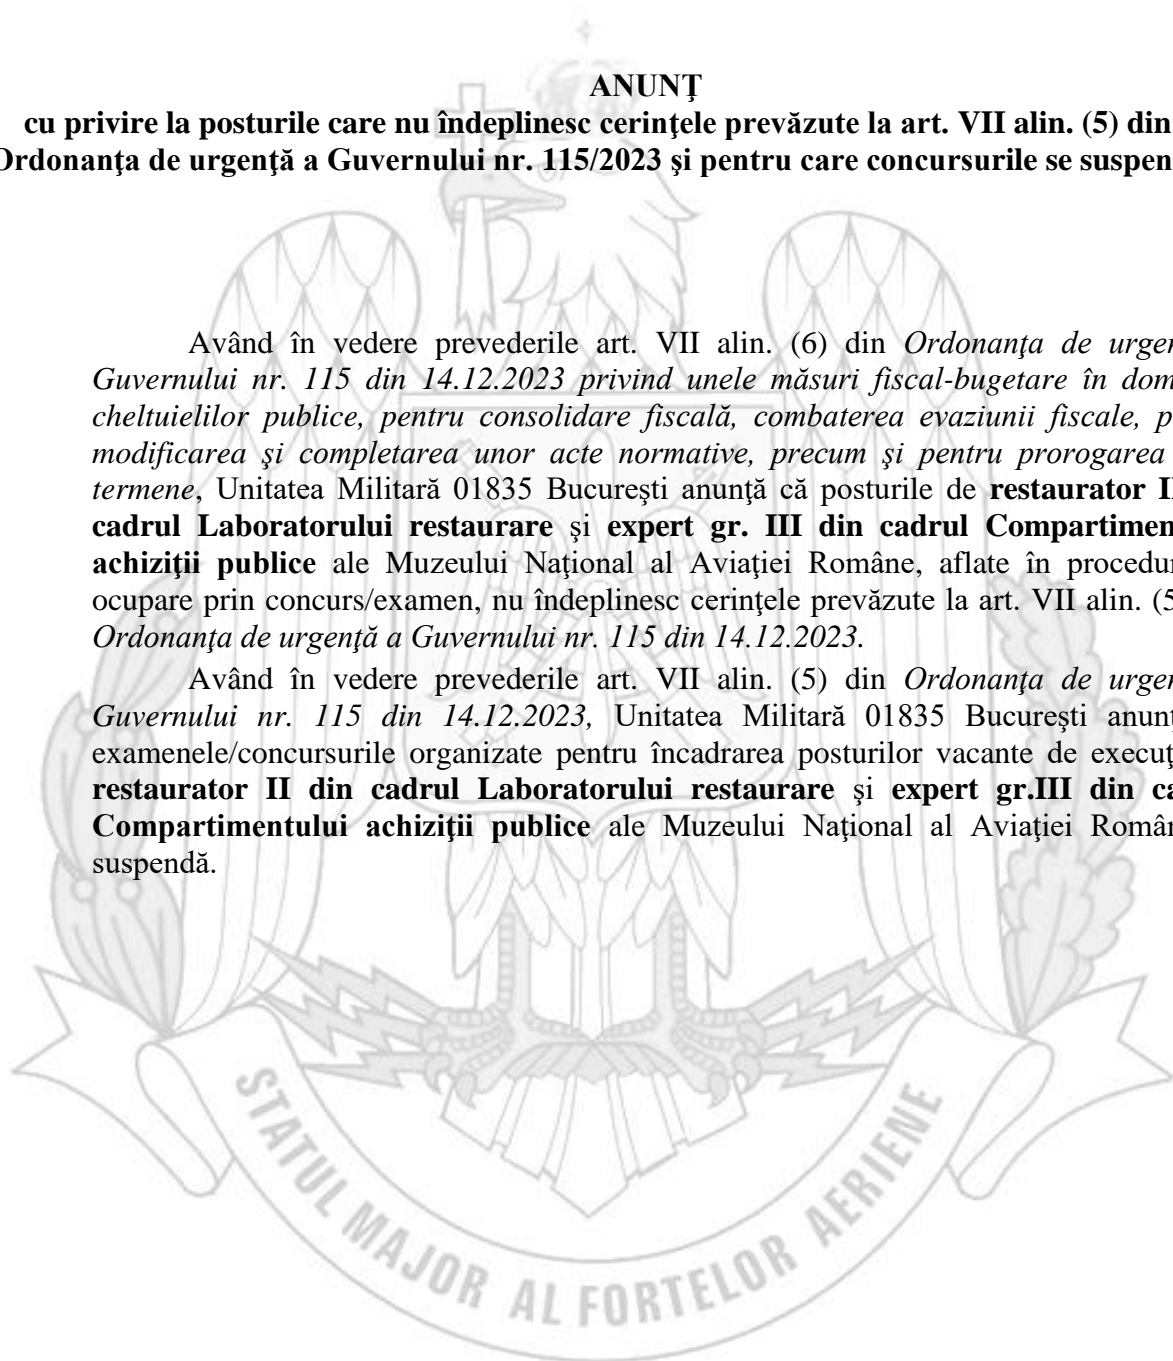 ANUNŢ
cu privire la posturile care nu îndeplinesc cerinţele prevăzute la art. VII alin. (5) din
Ordonanţa de urgenţă a Guvernului nr. 115/2023 şi pentru care concursurile se suspen
Având în vedere prevederile art. VII alin. (6) din Ordonanţa de urgen
Guvernului nr. 115 din 14.12.2023 privind unele măsuri fiscal-bugetare în dom
cheltuielilor publice, pentru consolidare fiscală, combaterea evaziunii fiscale, p
modificarea şi completarea unor acte normative, precum şi pentru prorogarea
termene, Unitatea Militară 01835 Bucureşti anunţă că posturile de restaurator I
cadrul Laboratorului restaurare şi expert gr. III din cadrul Compartimen
achiziţii publice ale Muzeului Naţional al Aviaţiei Române, aflate în procedur
ocupare prin concurs/examen, nu îndeplinesc cerinţele prevăzute la art. VII alin. (5
Ordonanţa de urgenţă a Guvernului nr. 115 din 14.12.2023.
Având în vedere prevederile art. VII alin. (5) din Ordonanţa de urgen
Guvernului nr. 115 din 14.12.2023, Unitatea Militară 01835 Bucureşti anunţ
examenele/concursurile organizate pentru încadrarea posturilor vacante de execuţ
restaurator II din cadrul Laboratorului restaurare şi expert gr.III din ca
Compartimentului achiziţii publice ale Muzeului Naţional al Aviaţiei Român
suspendă.
STATUL MAJOR AL FORTELOR AERIENE